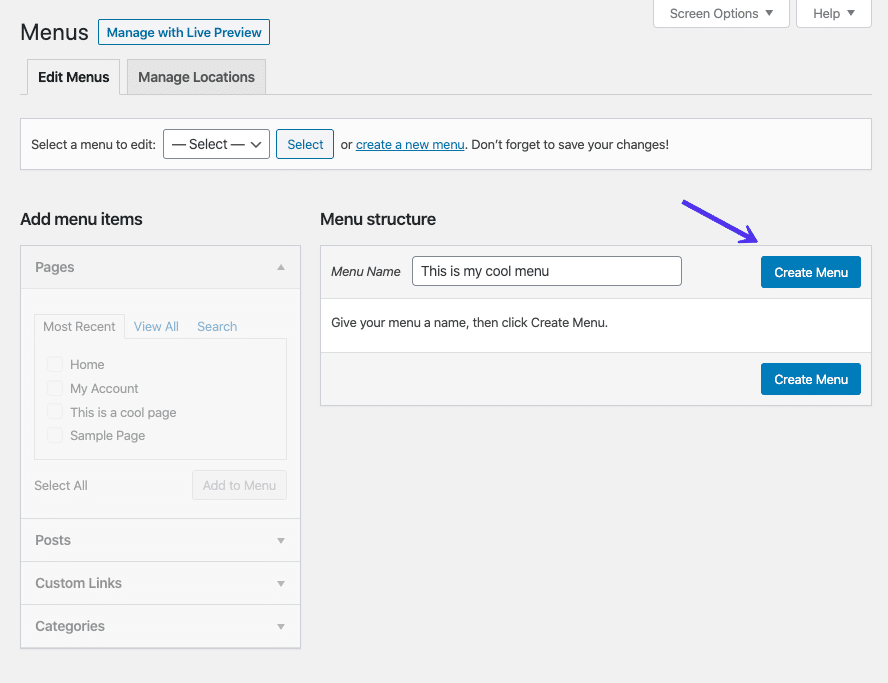 Menus
Manage with Live Preview
Screen Options
Help
Edit Menus
Manage Locations
Select a menu to edit: — Select — Select or create a new menu. Don’t forget to save your changes!
Add menu items
Pages
Most Recent View All Search
Home
My Account
This is a cool page
Sample Page
Select All
Add to Menu
Posts
Custom Links
Categories
Menu structure
Menu Name This is my cool menu Create Menu
Give your menu a name, then click Create Menu.
Create Menu